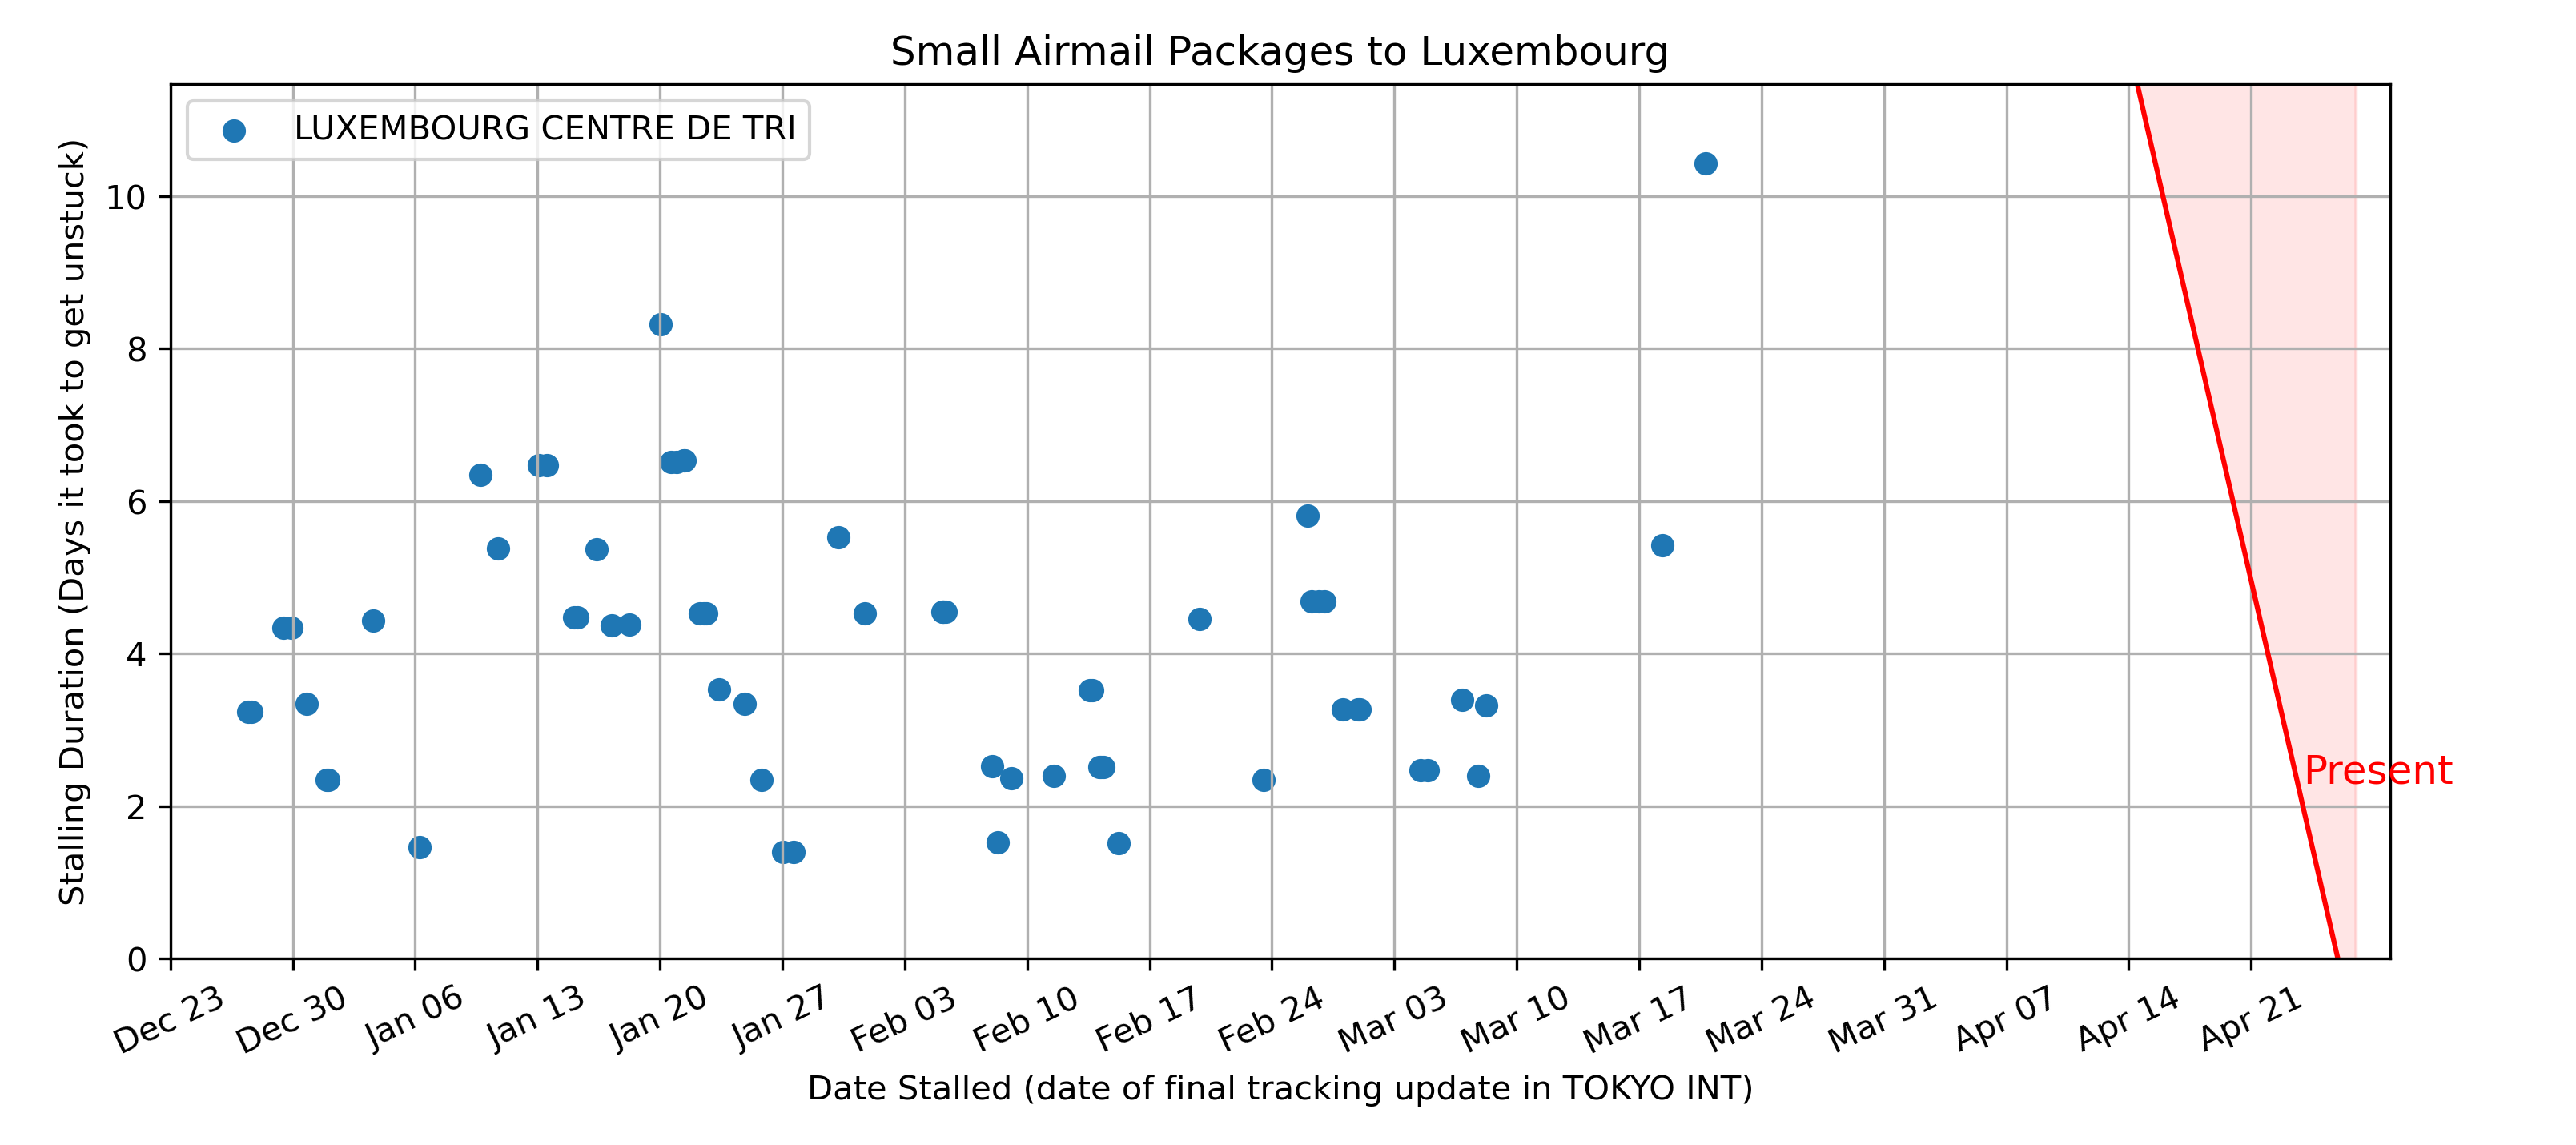 Small Airmail Packages to Luxembourg
LUXEMBOURG CENTRE DE TRI
Stalling Duration (Days it took to get unstuck)
10
8
6
4
2
0
Present
Dec 23 Dec 30 Jan 06 Jan 13 Jan 20 Jan 27 Feb 03 Feb 10 Feb 17 Feb 24 Mar 03 Mar 10 Mar 17 Mar 24 Mar 31 Apr 07 Apr 14 Apr 21
Date Stalled (date of final tracking update in TOKYO INT)